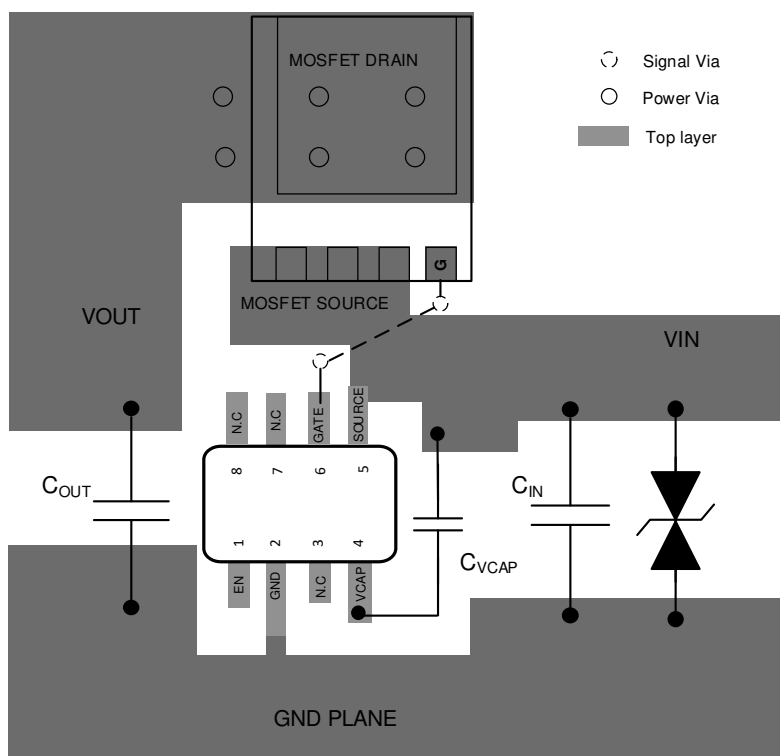 MOSFET DRAIN
Signal Via
Power Via
Top layer
G
MOSFET SOURCE
VOUT
VIN
N.C
N.C
GATE
SOURCE
8
7
6
5
COUT
CIN
1
2
3
4
CVCAP
EN
GND
N.C
VCAP
GND PLANE